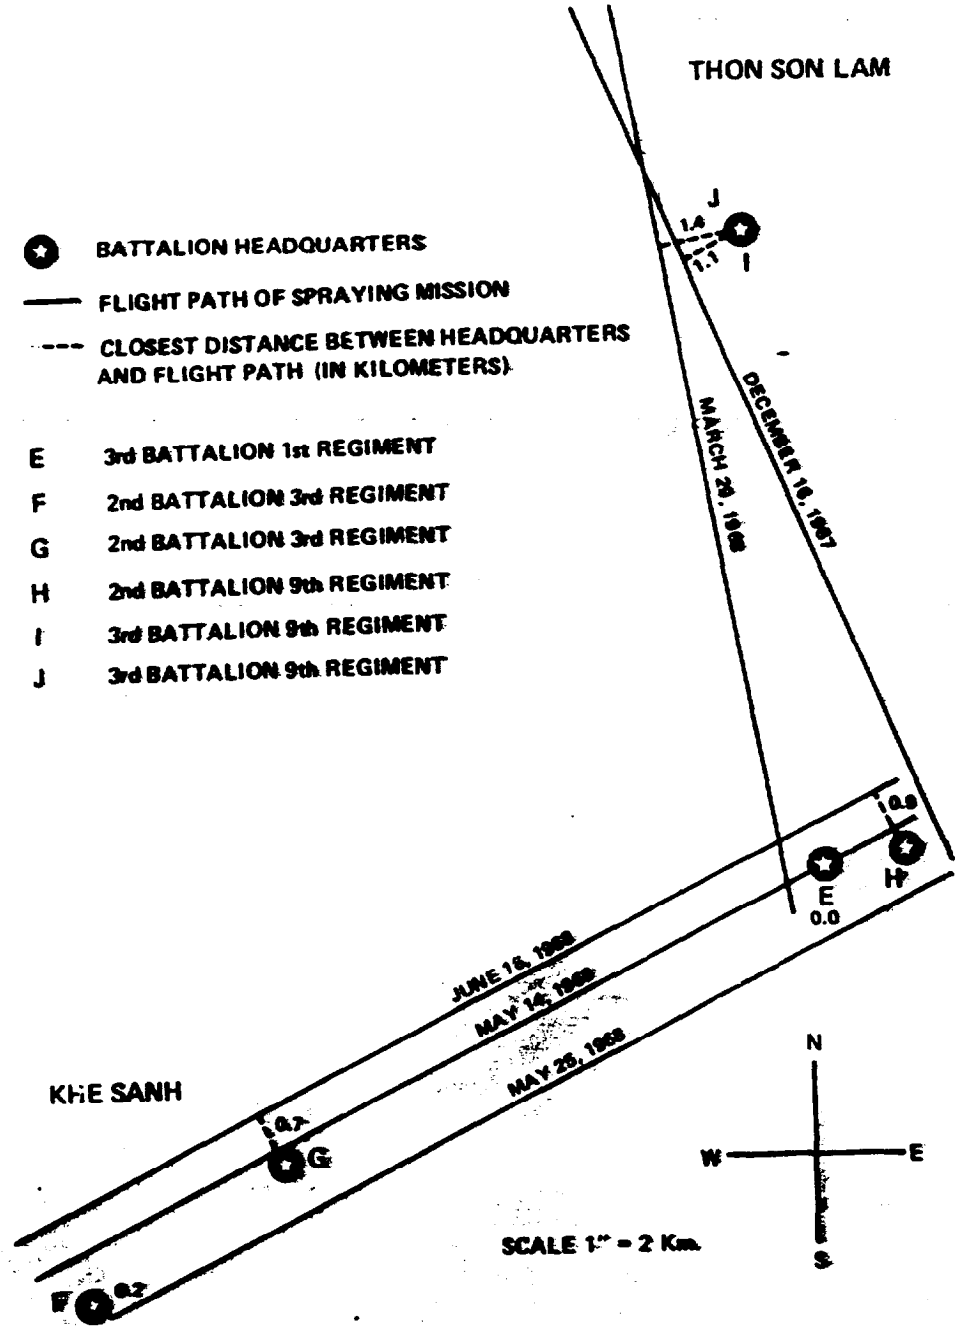 THON SON LAM
J
1.4
1.1
I
BATTALION HEADQUARTERS
FLIGHT PATH OF SPRAYING MISSION
CLOSEST DISTANCE BETWEEN HEADQUARTERS
AND FLIGHT PATH (IN KILOMETERS)
E 3rd BATTALION 1st REGIMENT
F 2nd BATTALION 3rd REGIMENT
G 2nd BATTALION 3rd REGIMENT
H 2nd BATTALION 9th REGIMENT
I 3rd BATTALION 9th REGIMENT
J 3rd BATTALION 9th REGIMENT
MARCH 29, 1968
DECEMBER 16, 1967
0.9
H
E
0.0
JUNE 15, 1968
MAY 14, 1969
MAY 25, 1968
KHE SANH
0.7
G
N
W E
S
SCALE 1" = 2 Km.
F
0.2